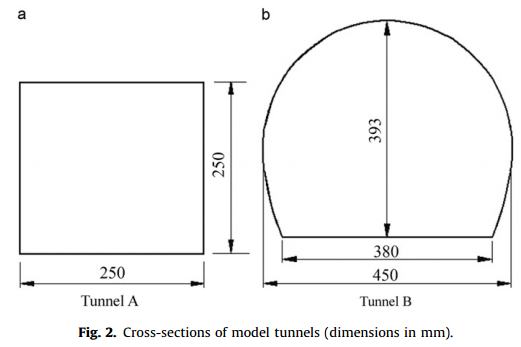 a
b
250
250
393
380
450
Tunnel A
Tunnel B
Fig. 2. Cross-sections of model tunnels (dimensions in mm).